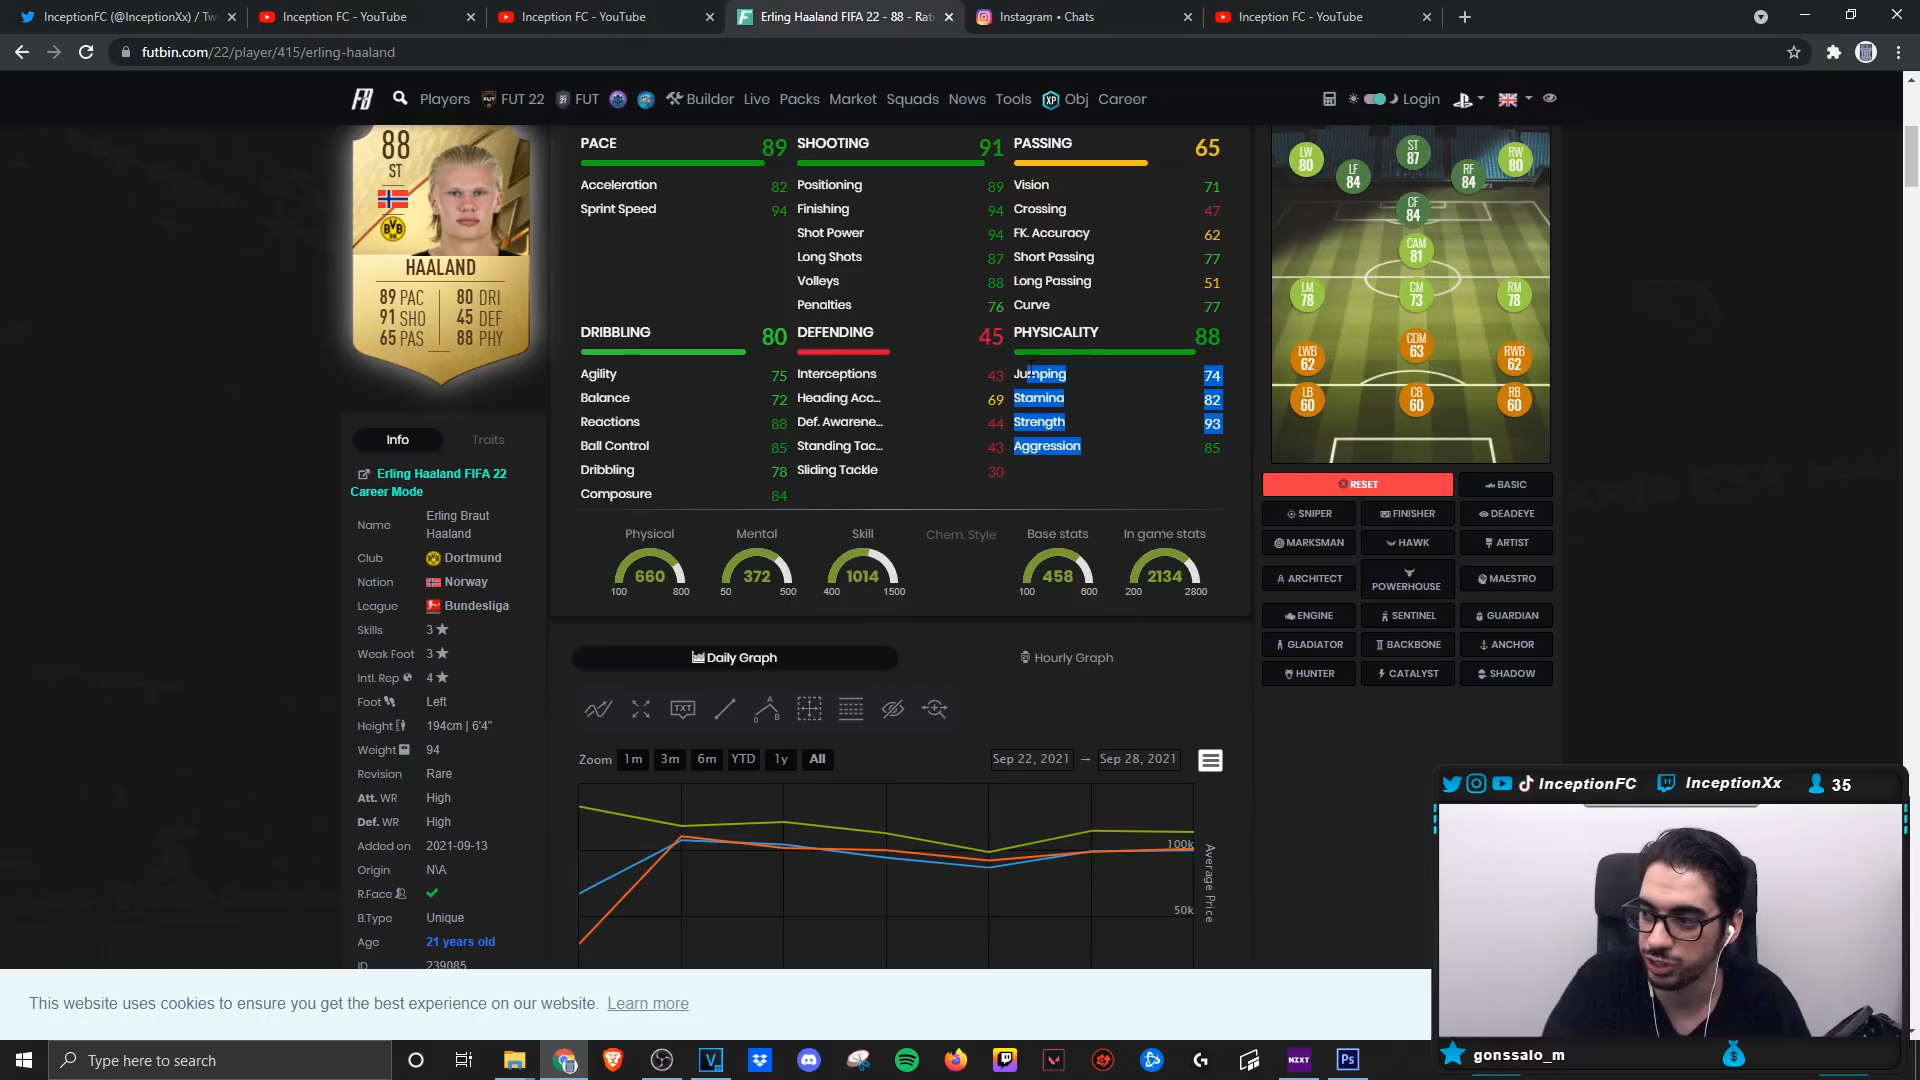 InceptionFC (@InceptionXx) / Tw
Inception FC - YouTube
Inception FC - YouTube
Erling Haaland FIFA 22 - 88 - Rati
Instagram • Chats
Inception FC - YouTube
futbin.com/22/player/415/erling-haaland
Players
FUT 22
FUT
Builder
Live
Packs
Market
Squads
News
Tools
Obj
Career
Login
88
ST
HAALAND
89 PAC
80 DRI
91 SHO
45 DEF
65 PAS
88 PHY
PACE 89
Acceleration 82
Sprint Speed 94
SHOOTING 91
Positioning 89
Finishing 94
Shot Power 94
Long Shots 87
Volleys 88
Penalties 76
PASSING 65
Vision 71
Crossing 47
FK. Accuracy 62
Short Passing 77
Long Passing 51
Curve 77
DRIBBLING 80
Agility 75
Balance 72
Reactions 88
Ball Control 85
Dribbling 78
Composure 84
DEFENDING 45
Interceptions 43
Heading Acc... 69
Def. Awarene... 44
Standing Tac... 43
Sliding Tackle 30
PHYSICALITY 88
Jumping 74
Stamina 82
Strength 93
Aggression 85
Physical
660
100 800
Mental
372
50 500
Skill
1014
400 1500
Chem. Style
Base stats
458
100 600
In game stats
2134
200 2800
LW
80
LF
84
ST
87
RF
84
RW
80
CF
84
CAM
81
LM
78
CM
73
RM
78
LWB
62
CDM
63
RWB
62
LB
60
CB
60
RB
60
RESET
BASIC
SNIPER
FINISHER
DEADEYE
MARKSMAN
HAWK
ARTIST
ARCHITECT
POWERHOUSE
MAESTRO
ENGINE
SENTINEL
GUARDIAN
GLADIATOR
BACKBONE
ANCHOR
HUNTER
CATALYST
SHADOW
Info
Traits
Erling Haaland FIFA 22
Career Mode
Name Erling Braut
Haaland
Club Dortmund
Nation Norway
League Bundesliga
Skills 3
Weak Foot 3
Intl. Rep 4
Foot Left
Height 194cm | 6'4"
Weight 94
Revision Rare
Att. WR High
Def. WR High
Added on 2021-09-13
Origin N\A
R.Face
B.Type Unique
Age 21 years old
ID 239085
Daily Graph
Hourly Graph
TXT
Zoom 1m 3m 6m YTD 1y All
Sep 22, 2021 → Sep 28, 2021
100k
50k
Average Price
This website uses cookies to ensure you get the best experience on our website. Learn more
InceptionFC
InceptionXx
35
gonssalo_m
Type here to search
NZXT
Ps